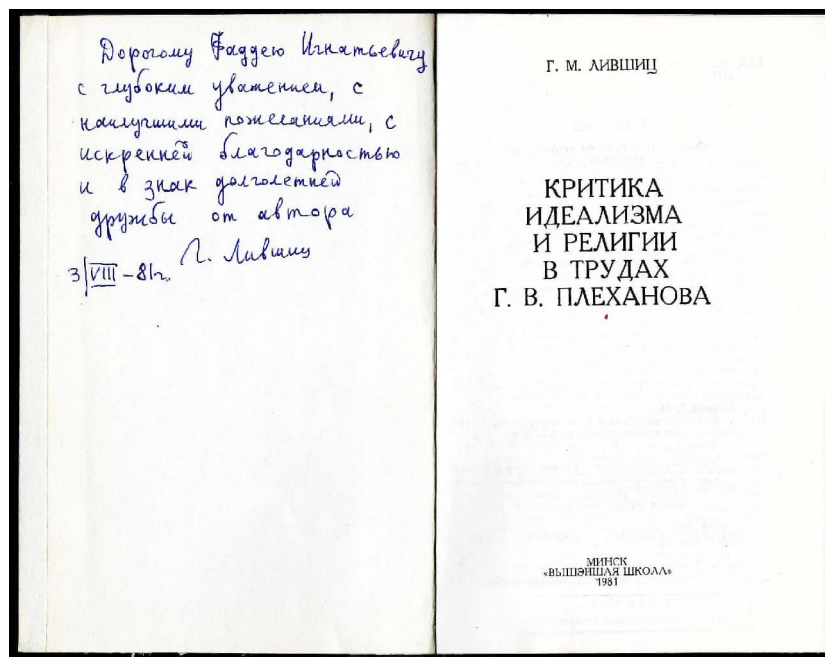 Дорогому Фаддею Игнатьевичу
с глубоким уважением, с
наилучшими пожеланиями, с
искренней благодарностью
и в знак долголетней
дружбы от автора
Г. Лившиц
3/VIII – 81г.
Г. М. ЛИВШИЦ
КРИТИКА
ИДЕАЛИЗМА
И РЕЛИГИИ
В ТРУДАХ
Г. В. ПЛЕХАНОВА
МИНСК
«ВЫШЭЙШАЯ ШКОЛА»
1981